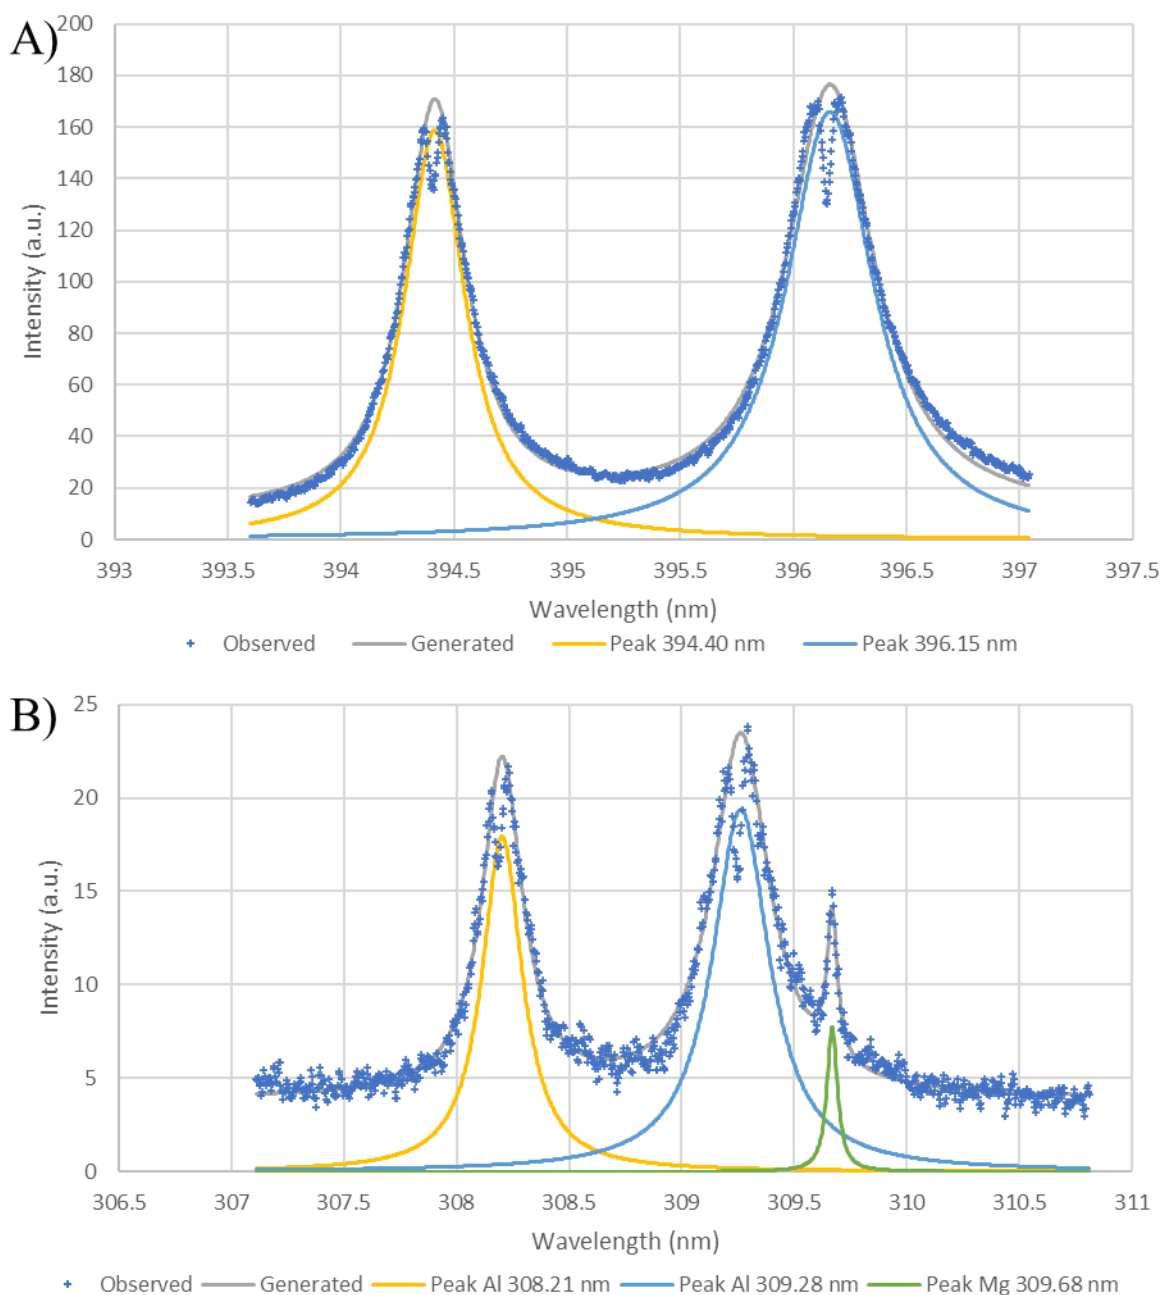 A)
200
180
160
140
120
100
80
60
40
20
0
Intensity (a.u.)
393 393.5 394 394.5 395 395.5 396 396.5 397 397.5
Wavelength (nm)
Observed Generated Peak 394.40 nm Peak 396.15 nm
B)
25
20
15
10
5
0
Intensity (a.u.)
306.5 307 307.5 308 308.5 309 309.5 310 310.5 311
Wavelength (nm)
Observed Generated Peak Al 308.21 nm Peak Al 309.28 nm Peak Mg 309.68 nm